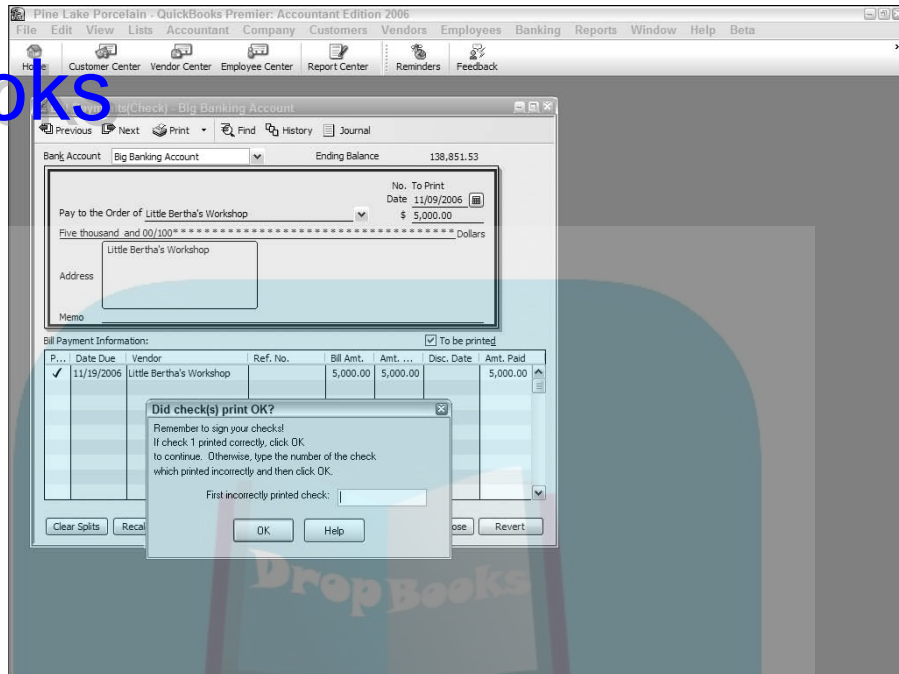 Pine Lake Porcelain - QuickBooks Premier: Accountant Edition 2006
File Edit View Lists Accountant Company Customers Vendors Employees Banking Reports Window Help Beta
Customer Center Vendor Center Employee Center Report Center Reminders Feedback
oks
(Check) - Big Banking Account
Previous Next Print Find History Journal
Bank Account Big Banking Account Ending Balance 138,851.53
No. To Print
Date 11/09/2006
Pay to the Order of Little Bertha's Workshop $ 5,000.00
Five thousand and 00/100* * * * * * * * * * * * * * * * * * * * * * * * * * * * * * * * * * * Dollars
Little Bertha's Workshop
Address
Memo
Bill Payment Information: To be printed
P... Date Due Vendor Ref. No. Bill Amt. Amt. ... Disc. Date Amt. Paid
11/19/2006 Little Bertha's Workshop 5,000.00 5,000.00 5,000.00
Did check(s) print OK?
Remember to sign your checks!
If check 1 printed correctly, click OK
to continue. Otherwise, type the number of the check
which printed incorrectly and then click OK.
First incorrectly printed check:
Clear Splits Recal OK Help ose Revert
DropBooks